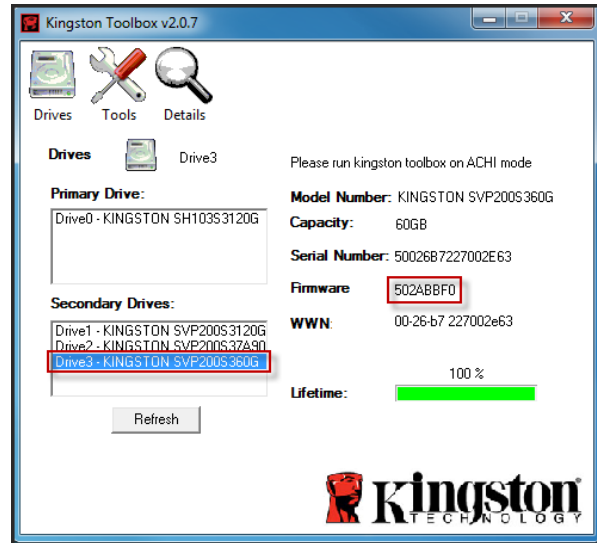 Kingston Toolbox v2.0.7
Drives Tools Details
Drives Drive3
Primary Drive:
Drive0 - KINGSTON SH103S3120G
Secondary Drives:
Drive1 - KINGSTON SVP200S3120G
Drive2 - KINGSTON SVP200S37A90
Drive3 - KINGSTON SVP200S360G
Refresh
Please run kingston toolbox on ACHI mode
Model Number: KINGSTON SVP200S360G
Capacity: 60GB
Serial Number: 50026B7227002E63
Firmware 502ABBF0
WWN: 00-26-b7 227002e63
100 %
Lifetime:
Kingston
TECHNOLOGY